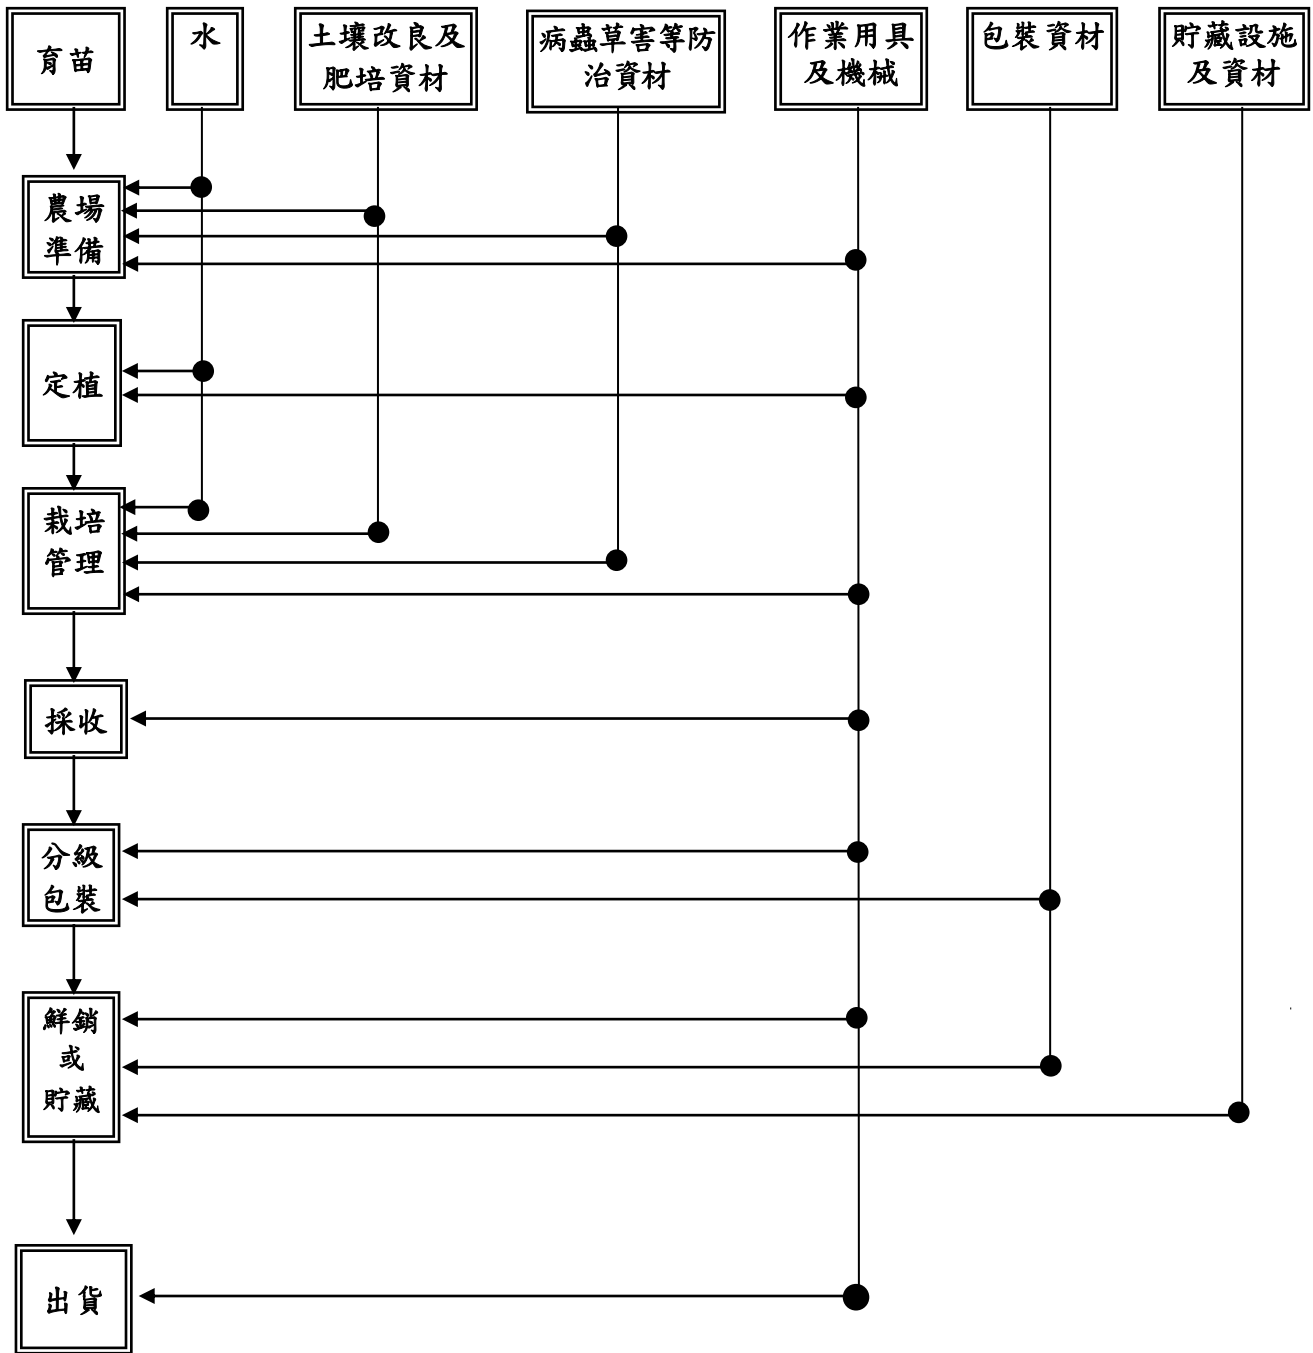 育苗
水
土壤改良及
肥培資材
病蟲草害等防
治資材
作業用具
及機械
包裝資材
貯藏設施
及資材
農場
準備
定植
栽培
管理
採收
分級
包裝
鮮銷
或
貯藏
出貨